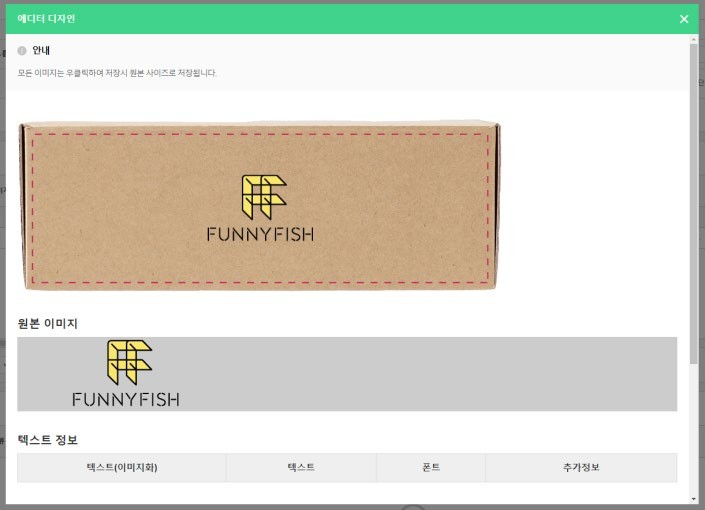 에디터 디자인
안내
모든 이미지는 우클릭하여 저장시 원본 사이즈로 저장됩니다.
FUNNYFISH
원본 이미지
FUNNYFISH
텍스트 정보
텍스트(이미지화) 텍스트 폰트 추가정보